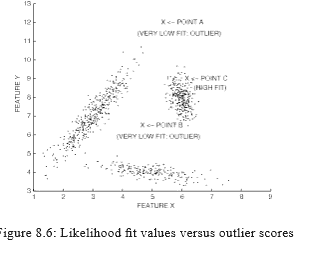 13
12
11
10
9
8
7
6
5
4
3
FEATURE Y
X <- POINT A
(VERY LOW FIT: OUTLIER)
X <- POINT C
(HIGH FIT)
X <- POINT B
(VERY LOW FIT: OUTLIER)
1 2 3 4 5 6 7 8 9
FEATURE X
Figure 8.6: Likelihood fit values versus outlier scores